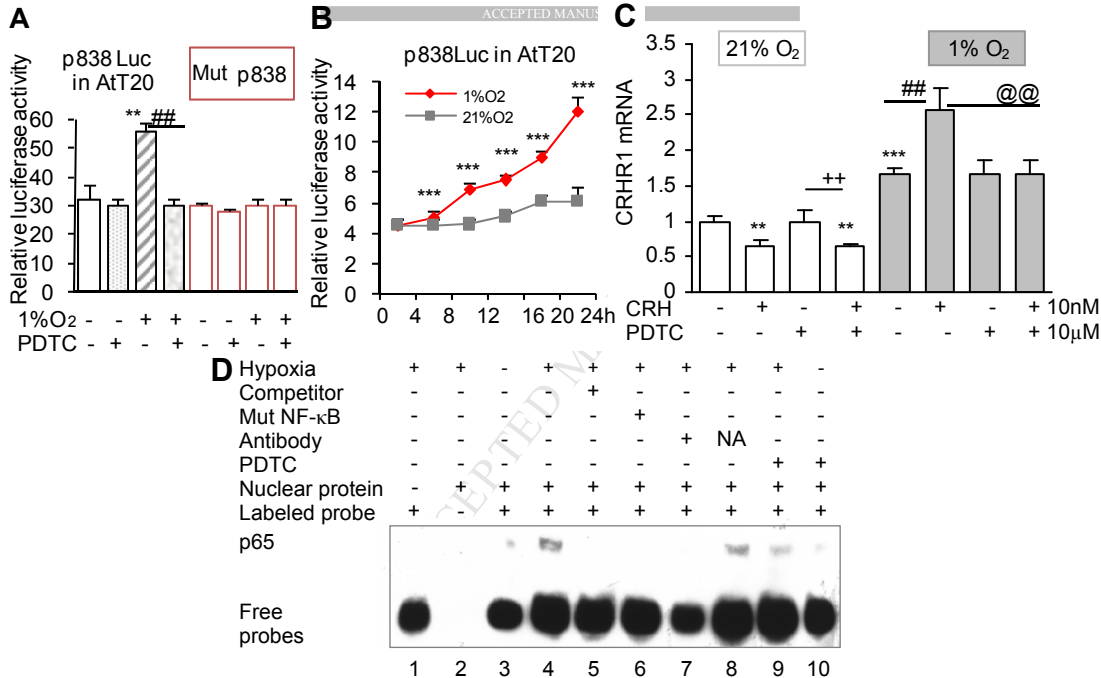 A
p838 Luc
in AtT20
Mut p838
Relative luciferase activity
60
50
40
30
20
10
0
**
##
1%O2 - - + + - - + +
PDTC - + - + - + - +
B
ACCEPTED MANUS
p838Luc in AtT20
Relative luciferase activity
14
12
10
8
6
4
2
0
1%O2
21%O2
***
***
***
***
***
***
0 4 8 12 16 20 24h
C
21% O2
1% O2
CRHR1 mRNA
3.5
3
2.5
2
1.5
1
0.5
0
**
++
**
***
##
@@
CRH - + - + - + - + 10nM
PDTC - - + + - - + + 10μM
D
Hypoxia + + - + + + + + + -
Competitor - - - - + - - - - -
Mut NF-κB - - - - - + - - - -
Antibody - - - - - - + NA - -
PDTC - - - - - - - - + +
Nuclear protein - + + + + + + + + +
Labeled probe + - + + + + + + + +
p65
Free
probes
1 2 3 4 5 6 7 8 9 10
CEPTED MA